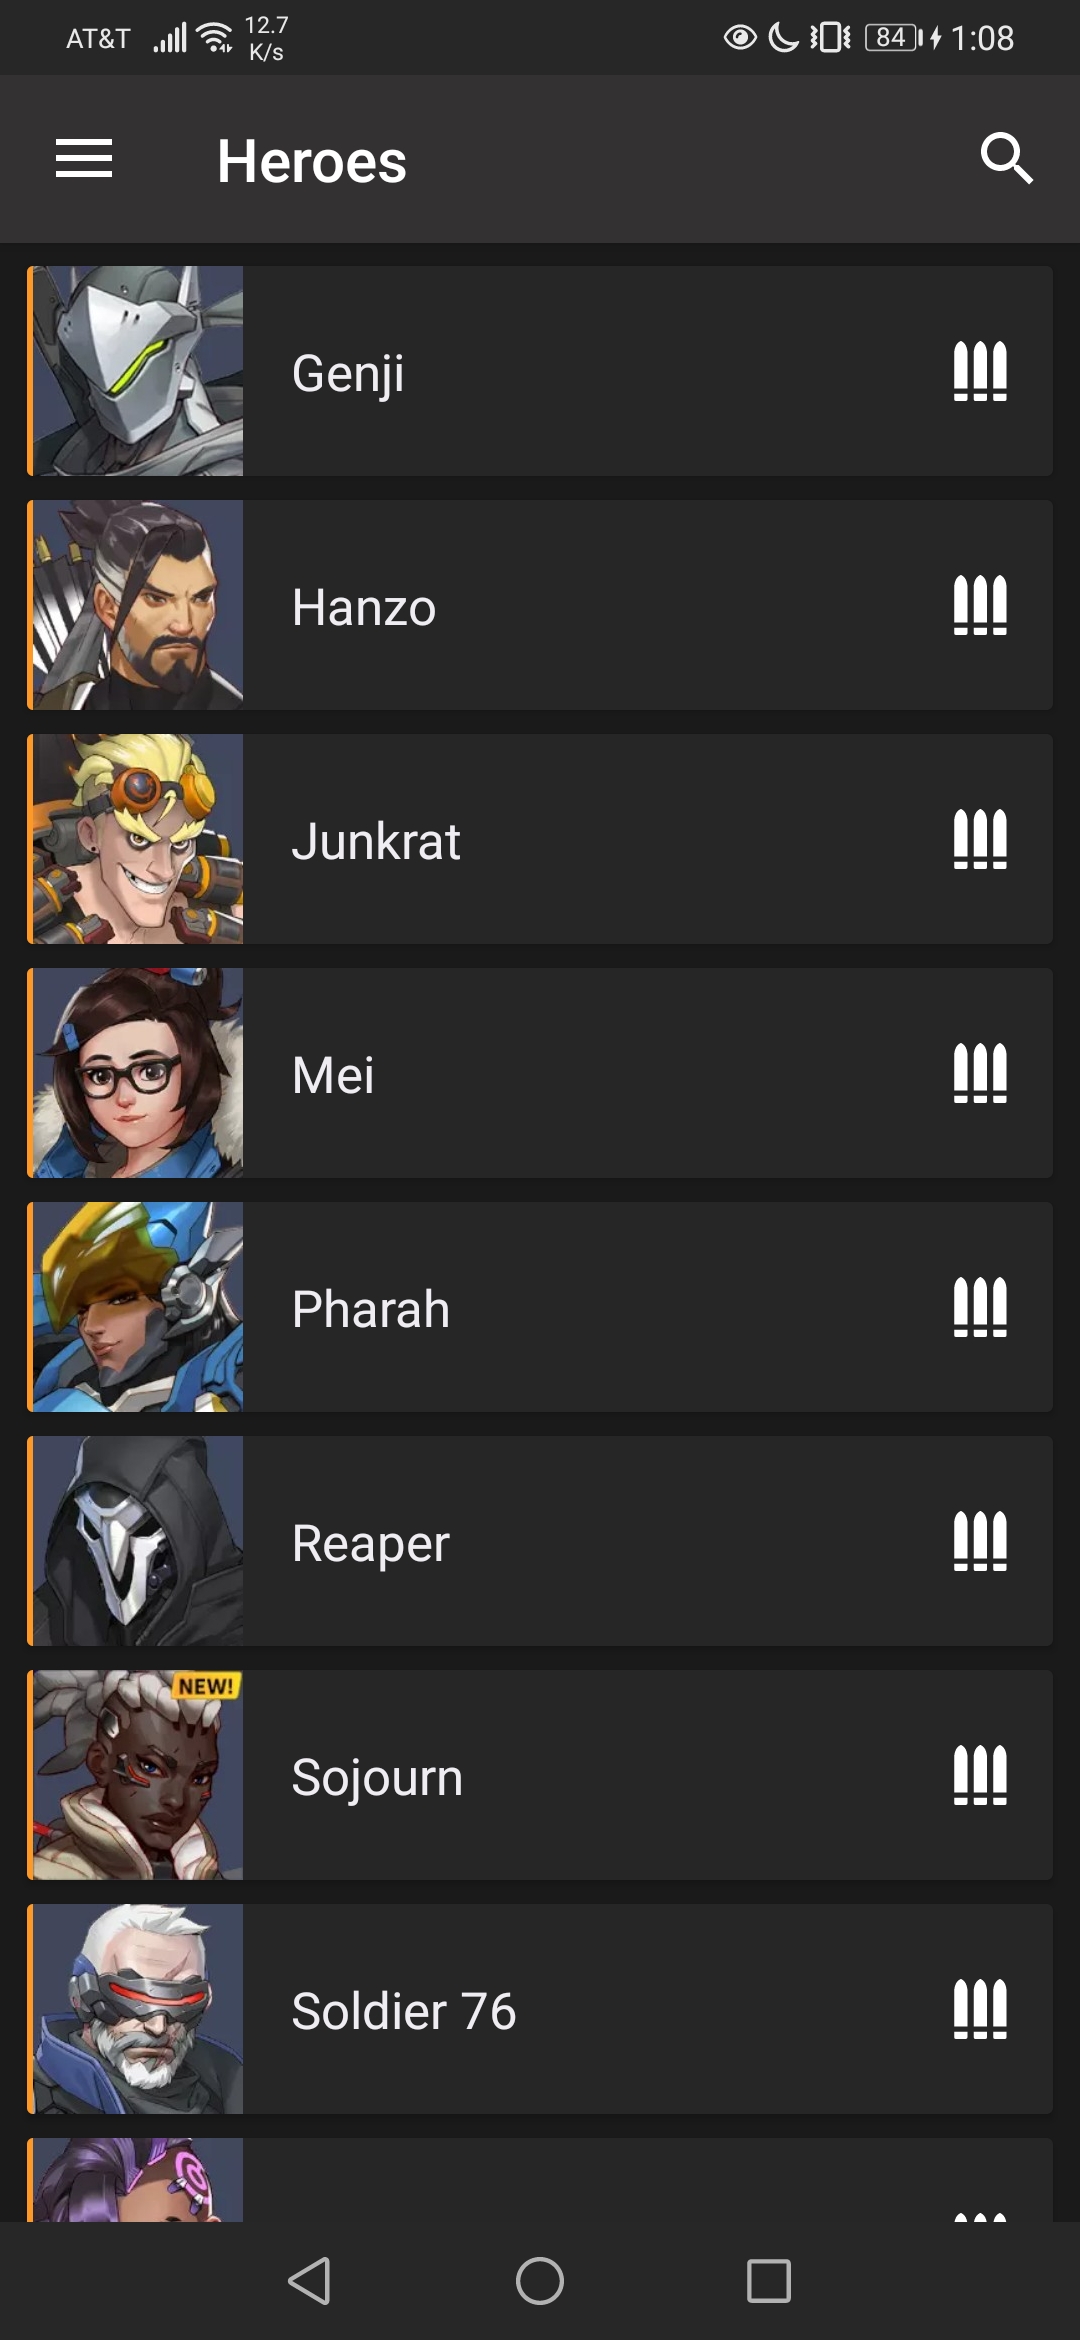 AT&T 12.7 K/s 84 1:08
Heroes
Genji
Hanzo
Junkrat
Mei
Pharah
Reaper
NEW!
Sojourn
Soldier 76